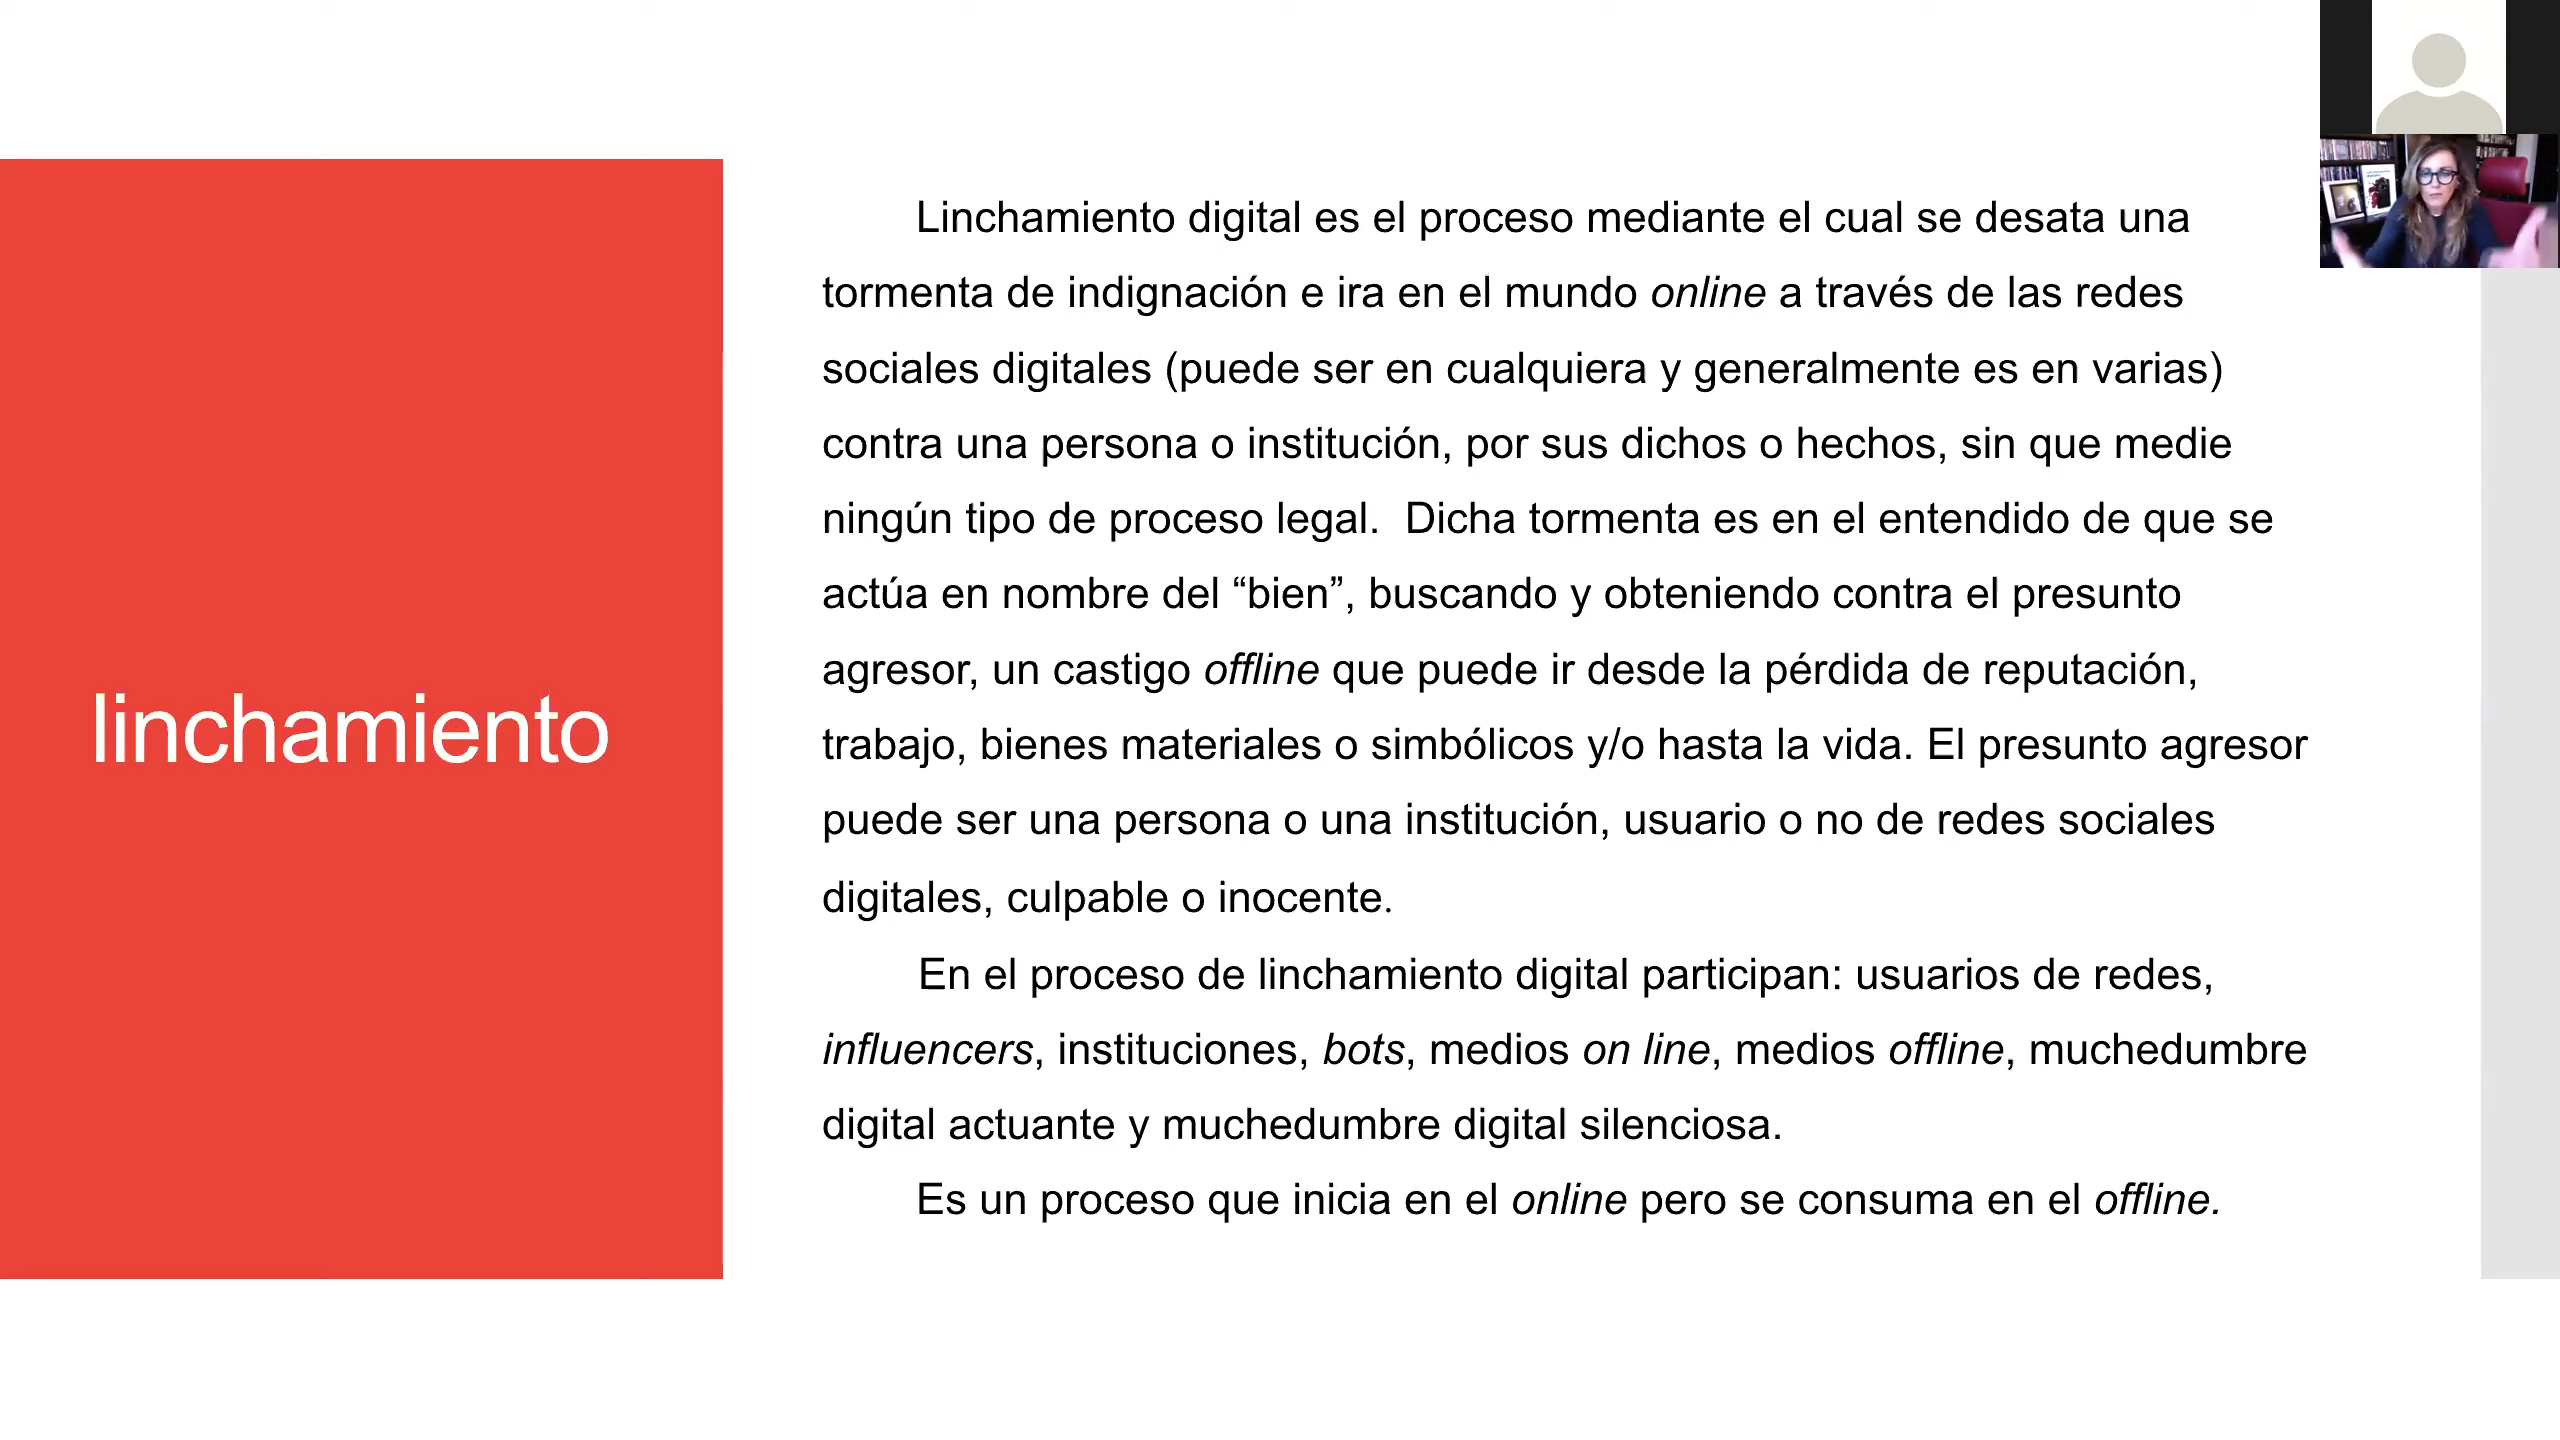 linchamiento
Linchamiento digital es el proceso mediante el cual se desata una
tormenta de indignación e ira en el mundo online a través de las redes
sociales digitales (puede ser en cualquiera y generalmente es en varias)
contra una persona o institución, por sus dichos o hechos, sin que medie
ningún tipo de proceso legal.  Dicha tormenta es en el entendido de que se
actúa en nombre del “bien”, buscando y obteniendo contra el presunto
agresor, un castigo offline que puede ir desde la pérdida de reputación,
trabajo, bienes materiales o simbólicos y/o hasta la vida. El presunto agresor
puede ser una persona o una institución, usuario o no de redes sociales
digitales, culpable o inocente.
En el proceso de linchamiento digital participan: usuarios de redes,
influencers, instituciones, bots, medios on line, medios offline, muchedumbre
digital actuante y muchedumbre digital silenciosa.
Es un proceso que inicia en el online pero se consuma en el offline.